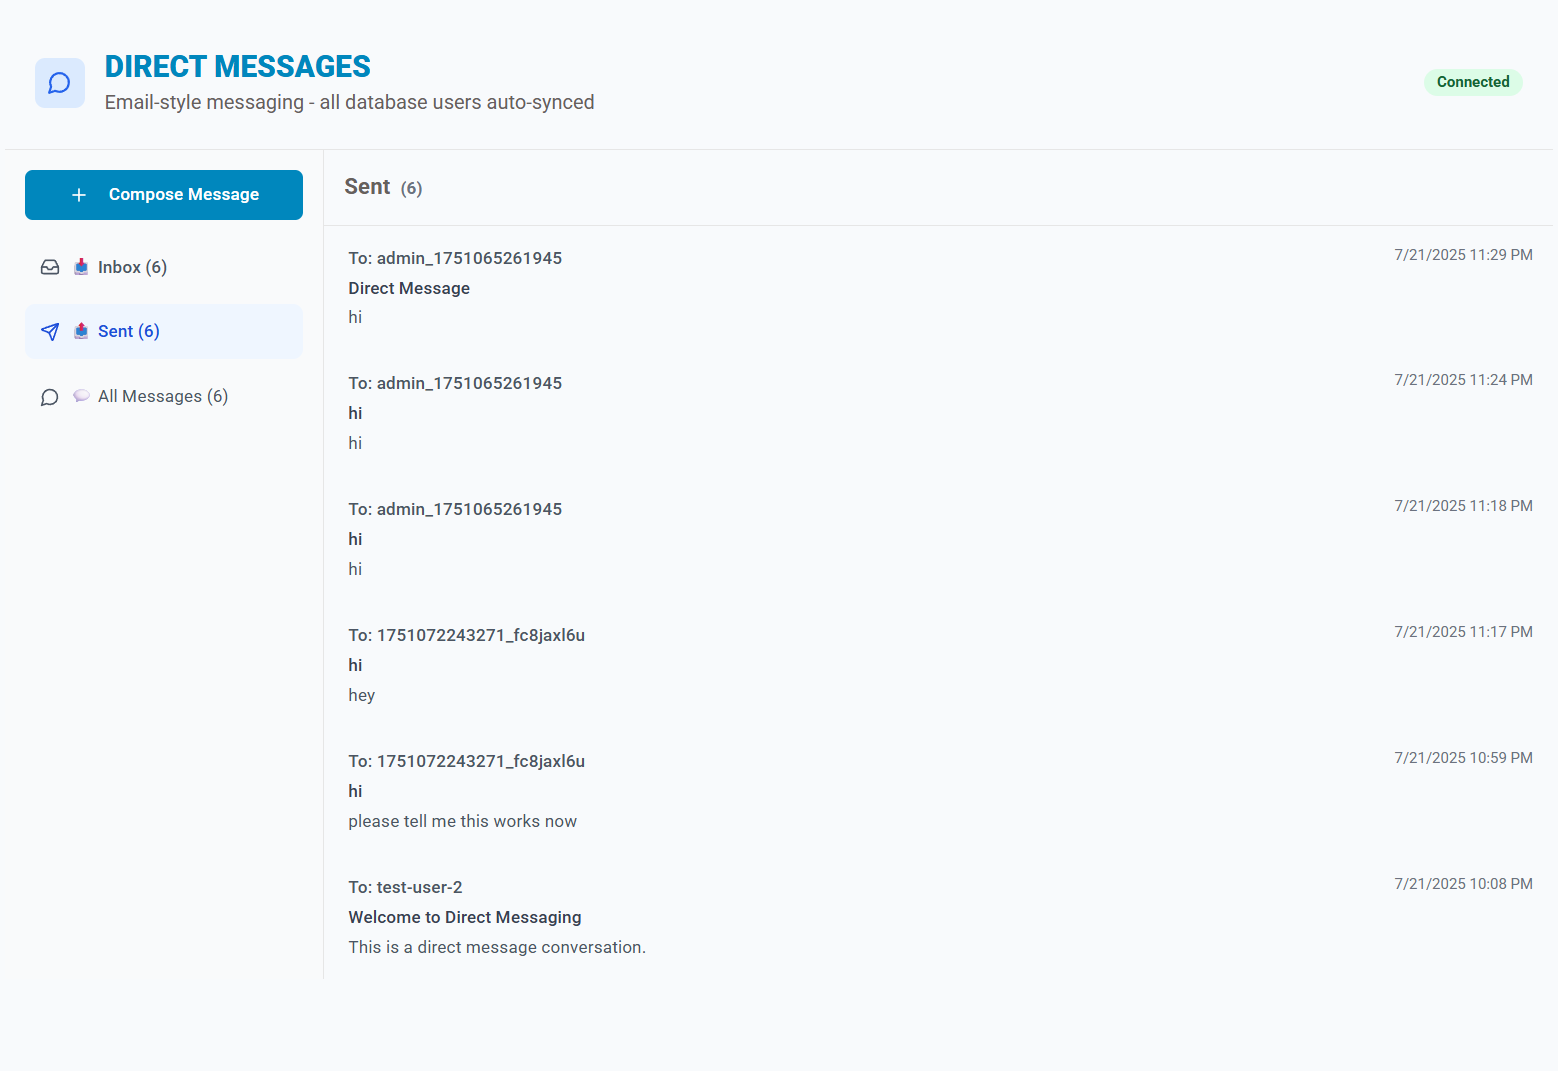 DIRECT MESSAGES
Email-style messaging - all database users auto-synced
Connected
Compose Message
Inbox (6)
Sent (6)
All Messages (6)
Sent (6)
To: admin_1751065261945
7/21/2025 11:29 PM
Direct Message
hi
To: admin_1751065261945
7/21/2025 11:24 PM
hi
hi
To: admin_1751065261945
7/21/2025 11:18 PM
hi
hi
To: 1751072243271_fc8jaxl6u
7/21/2025 11:17 PM
hi
hey
To: 1751072243271_fc8jaxl6u
7/21/2025 10:59 PM
hi
please tell me this works now
To: test-user-2
7/21/2025 10:08 PM
Welcome to Direct Messaging
This is a direct message conversation.